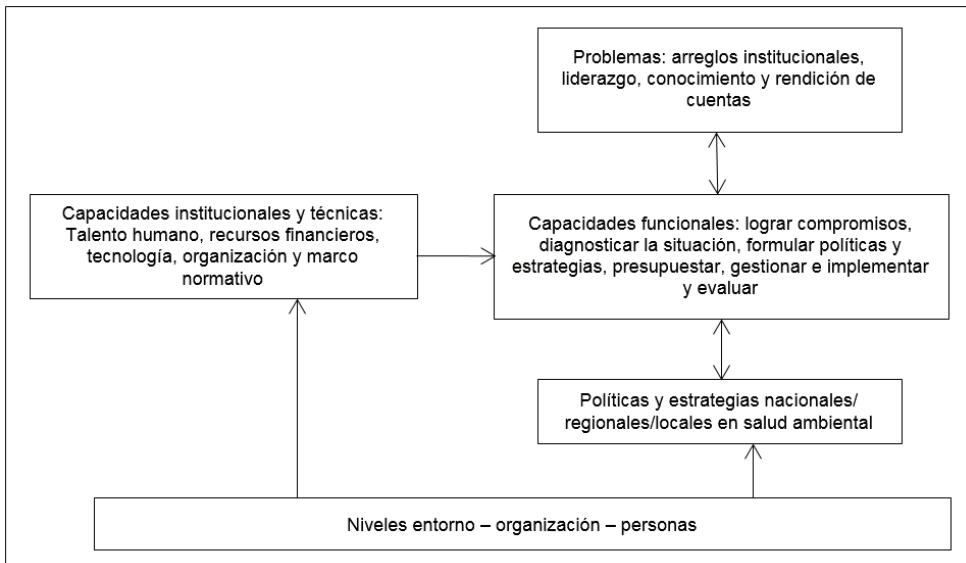 Problemas: arreglos institucionales,
liderazgo, conocimiento y rendición de
cuentas
Capacidades institucionales y técnicas:
Talento humano, recursos financieros,
tecnología, organización y marco
normativo
Capacidades funcionales: lograr compromisos,
diagnosticar la situación, formular políticas y
estrategias, presupuestar, gestionar e implementar
y evaluar
Políticas y estrategias nacionales/
regionales/locales en salud ambiental
Niveles entorno – organización – personas